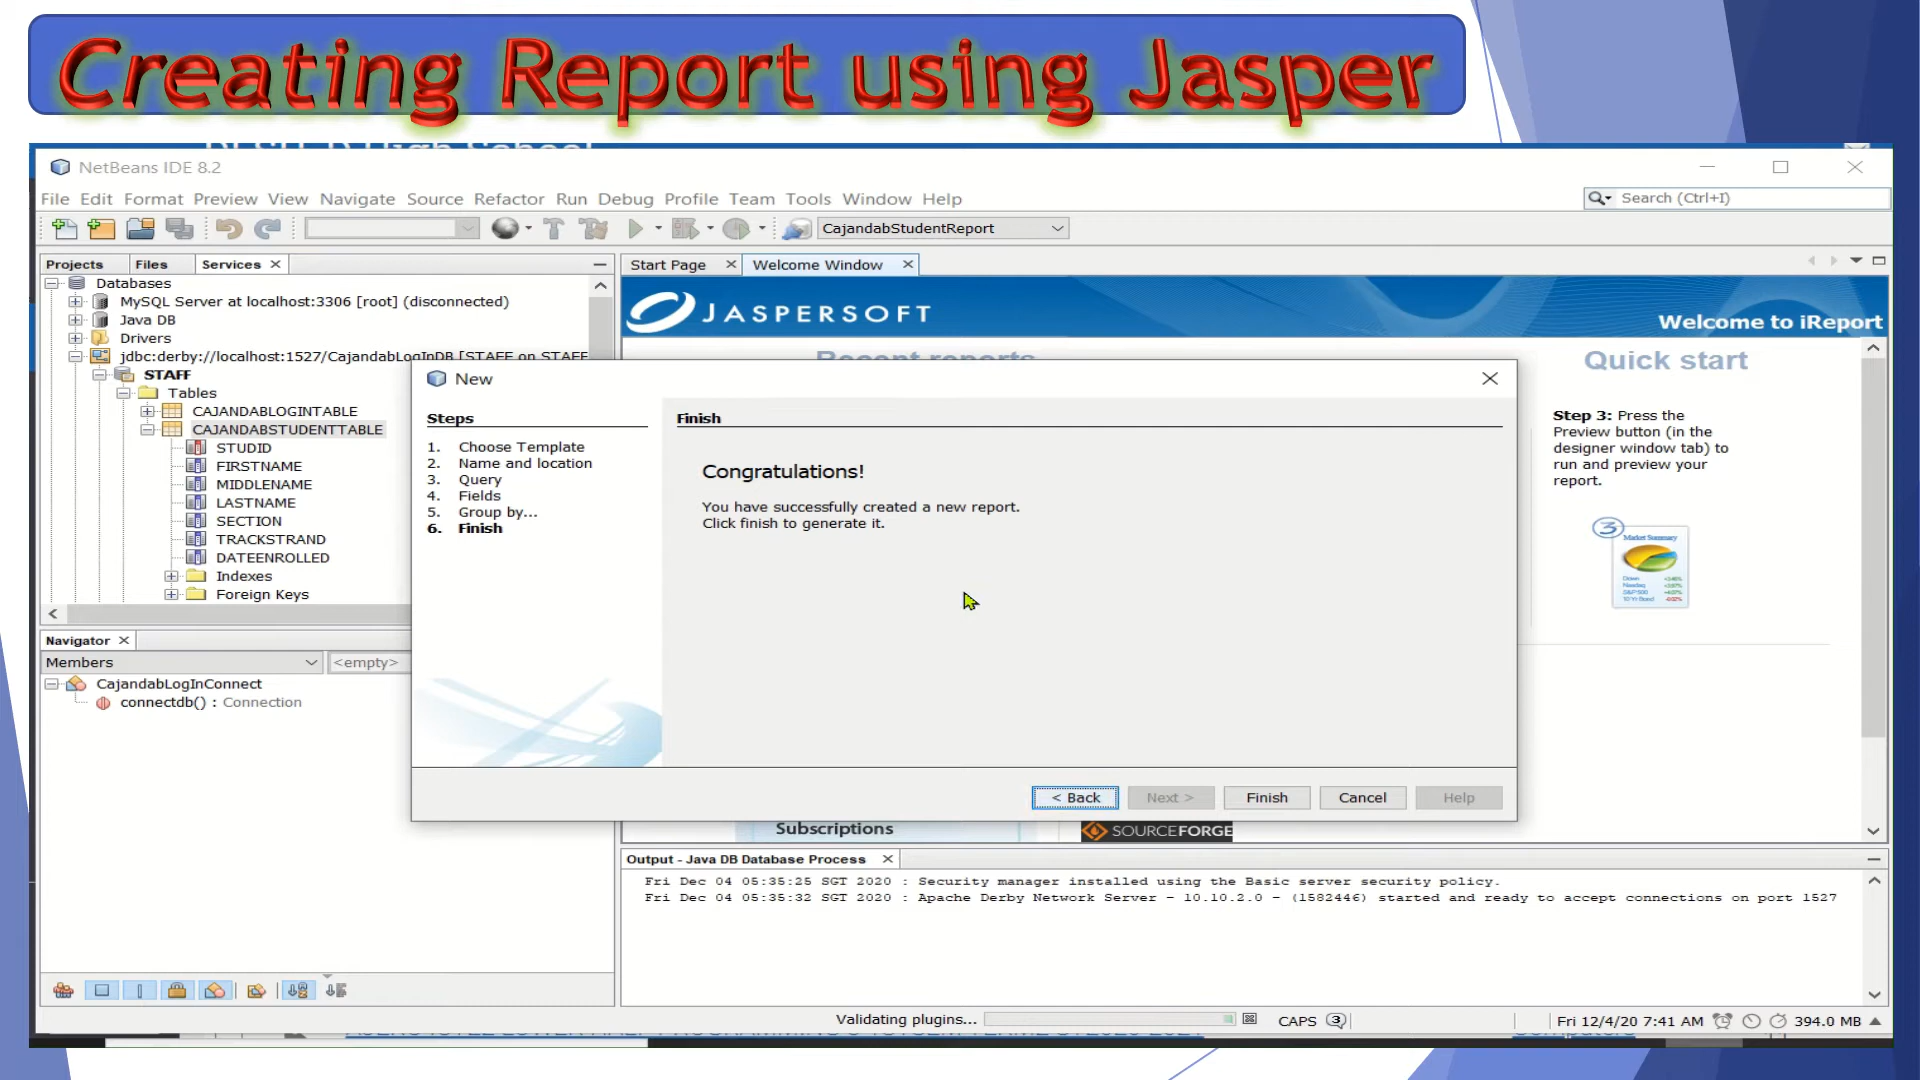 Creating Report using Jasper
NetBeans IDE 8.2
File Edit Format Preview View Navigate Source Refactor Run Debug Profile Team Tools Window Help
Search (Ctrl+I)
CajandabStudentReport
Projects Files Services
Start Page Welcome Window
Databases
MySQL Server at localhost:3306 [root] (disconnected)
Java DB
Drivers
jdbc:derby://localhost:1527/CajandabLogInDB [STAFF on STAFF
STAFF
Tables
CAJANDABLOGINTABLE
CAJANDABSTUDENTTABLE
STUDID
FIRSTNAME
MIDDLENAME
LASTNAME
SECTION
TRACKSTRAND
DATEENROLLED
Indexes
Foreign Keys
JASPERSOFT
Welcome to iReport
Recent reports
Quick start
Step 3: Press the
Preview button (in the
designer window tab) to
run and preview your
report.
3
Market Summary
New
Steps
1. Choose Template
2. Name and location
3. Query
4. Fields
5. Group by...
6. Finish
Finish
Congratulations!
You have successfully created a new report.
Click finish to generate it.
< Back Next > Finish Cancel Help
Subscriptions
SOURCEFORGE
Navigator
Members
<empty>
CajandabLogInConnect
connectdb() : Connection
Output - Java DB Database Process
Fri Dec 04 05:35:25 SGT 2020 : Security manager installed using the Basic server security policy.
Fri Dec 04 05:35:32 SGT 2020 : Apache Derby Network Server - 10.10.2.0 - (1582446) started and ready to accept connections on port 1527
Validating plugins...
CAPS 3
Fri 12/4/20 7:41 AM
394.0 MB